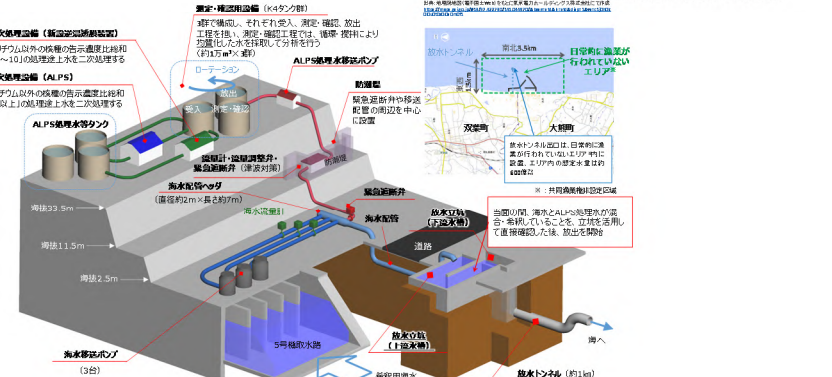 測定・確認用設備（K4タンク群）
3群で構成し、それぞれ受入、測定・確認、放出
工程を担い、測定・確認工程では、循環・攪拌により
均質化した水を採取して分析を行う
（約1万m³×3群）
次処理設備（新設逆浸透膜装置）
チウム以外の核種の告示濃度比総和
～10」の処理途上水を二次処理する
次処理設備（ALPS）
チウム以外の核種の告示濃度比総和
以上」の処理途上水を二次処理する
ALPS処理水等タンク
ローテーション
受入
測定・確認
放出
ALPS処理水移送ポンプ
防潮堤
緊急遮断弁や移送
配管の周辺を中心
に設置
防潮堤
流量計・流量調整弁・
緊急遮断弁（津波対策）
海水配管ヘッダ
（直径約2m×長さ約7m）
海水流量計
緊急遮断弁
海水配管
海抜33.5m
海抜11.5m
海抜2.5m
道路
放水立坑
（下流水槽）
放水立坑
（上流水槽）
当面の間、海水とALPS処理水が混
合・希釈していることを、立坑を活用し
て直接確認した後、放出を開始
海水移送ポンプ
（3台）
5号機取水路
希釈用海水
海へ
放水トンネル（約1km）
放水トンネル
南北3.5km
東西
1.5km
日常的に漁業が
行われていない
エリア※
双葉町
大熊町
放水トンネル出口は、日常的に漁
業が行われていないエリア※内に
設置。エリア内の想定水量は約
600億ℓ
※：共同漁業権非設定区域